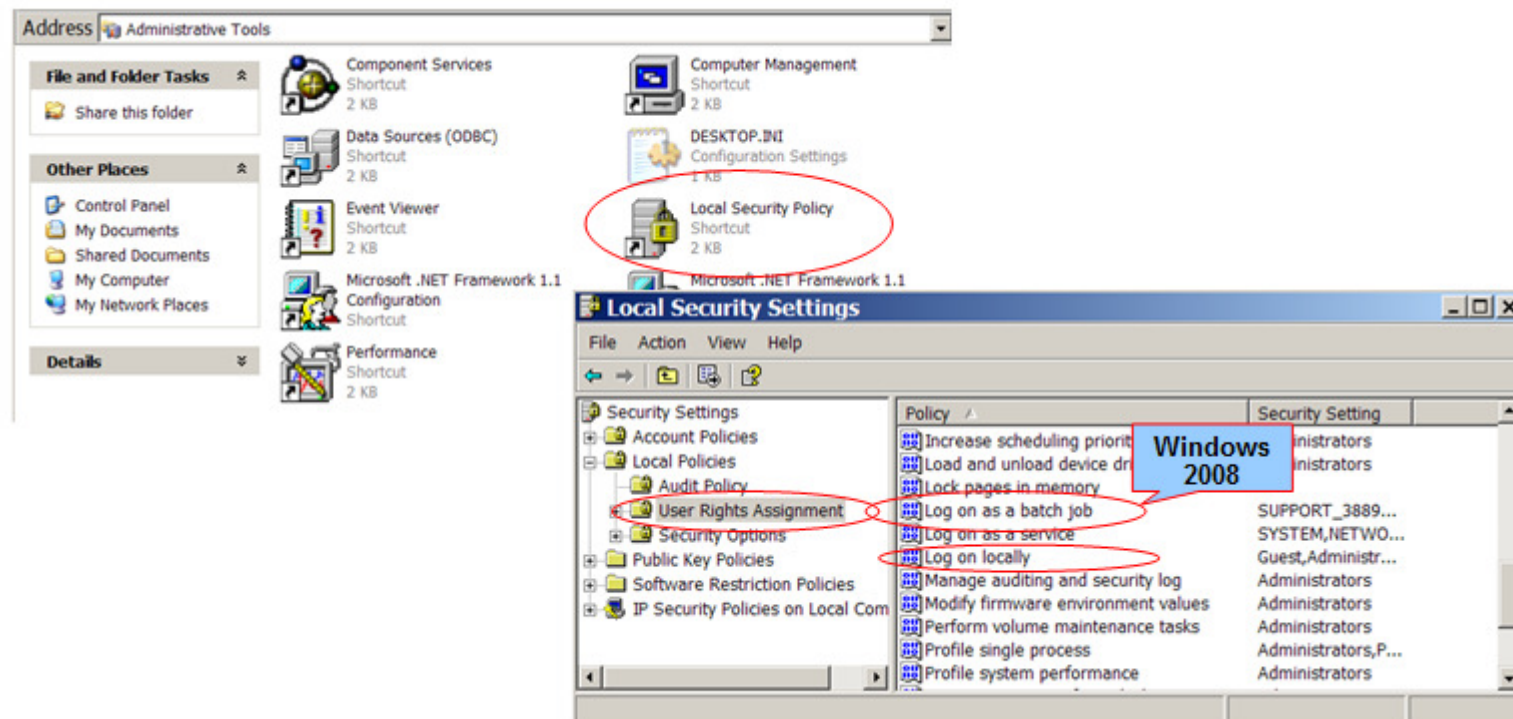 Address Administrative Tools
File and Folder Tasks
Share this folder
Other Places
Control Panel
My Documents
Shared Documents
My Computer
My Network Places
Details
Component Services
Shortcut
2 KB
Computer Management
Shortcut
2 KB
Data Sources (ODBC)
Shortcut
2 KB
DESKTOP.INI
Configuration Settings
1 KB
Event Viewer
Shortcut
2 KB
Local Security Policy
Shortcut
2 KB
Microsoft .NET Framework 1.1
Configuration
Shortcut
Microsoft .NET Framework 1.1
Performance
Shortcut
2 KB
Local Security Settings
File Action View Help
Security Settings
Account Policies
Local Policies
Audit Policy
User Rights Assignment
Security Options
Public Key Policies
Software Restriction Policies
IP Security Policies on Local Com
Policy Security Setting
Increase scheduling priorit inistrators
Load and unload device dri inistrators
Lock pages in memory
Log on as a batch job SUPPORT_3889...
Log on as a service SYSTEM,NETWO...
Log on locally Guest,Administr...
Manage auditing and security log Administrators
Modify firmware environment values Administrators
Perform volume maintenance tasks Administrators
Profile single process Administrators,P...
Profile system performance Administrators
Windows
2008